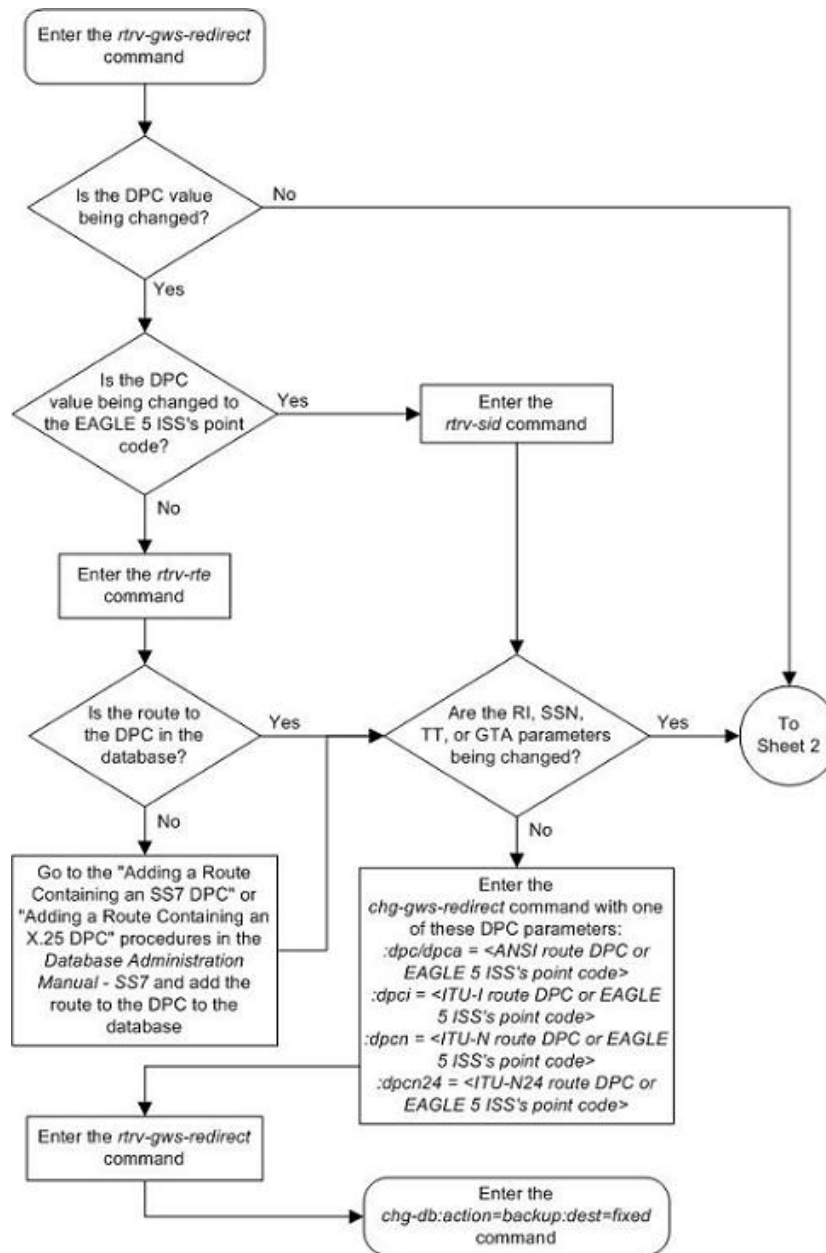 Enter the rtrv-gws-redirect
command
Is the DPC value
being changed?
No
Yes
Is the DPC
value being changed to
the EAGLE 5 ISS's point
code?
Yes
Enter the
rtrv-sid command
No
Enter the rtrv-rte
command
Is the route to
the DPC in the
database?
Yes
Are the RI, SSN,
TT, or GTA parameters
being changed?
Yes
To
Sheet 2
No
No
Go to the "Adding a Route
Containing an SS7 DPC" or
"Adding a Route Containing an
X.25 DPC" procedures in the
Database Administration
Manual - SS7 and add the
route to the DPC to the
database
Enter the
chg-gws-redirect command with one
of these DPC parameters:
:dpc/dpca = <ANSI route DPC or
EAGLE 5 ISS's point code>
:dpci = <ITU-I route DPC or EAGLE
5 ISS's point code>
:dpcn = <ITU-N route DPC or EAGLE
5 ISS's point code>
:dpcn24 = <ITU-N24 route DPC or
EAGLE 5 ISS's point code>
Enter the rtrv-gws-redirect
command
Enter the
chg-db:action=backup:dest=fixed
command